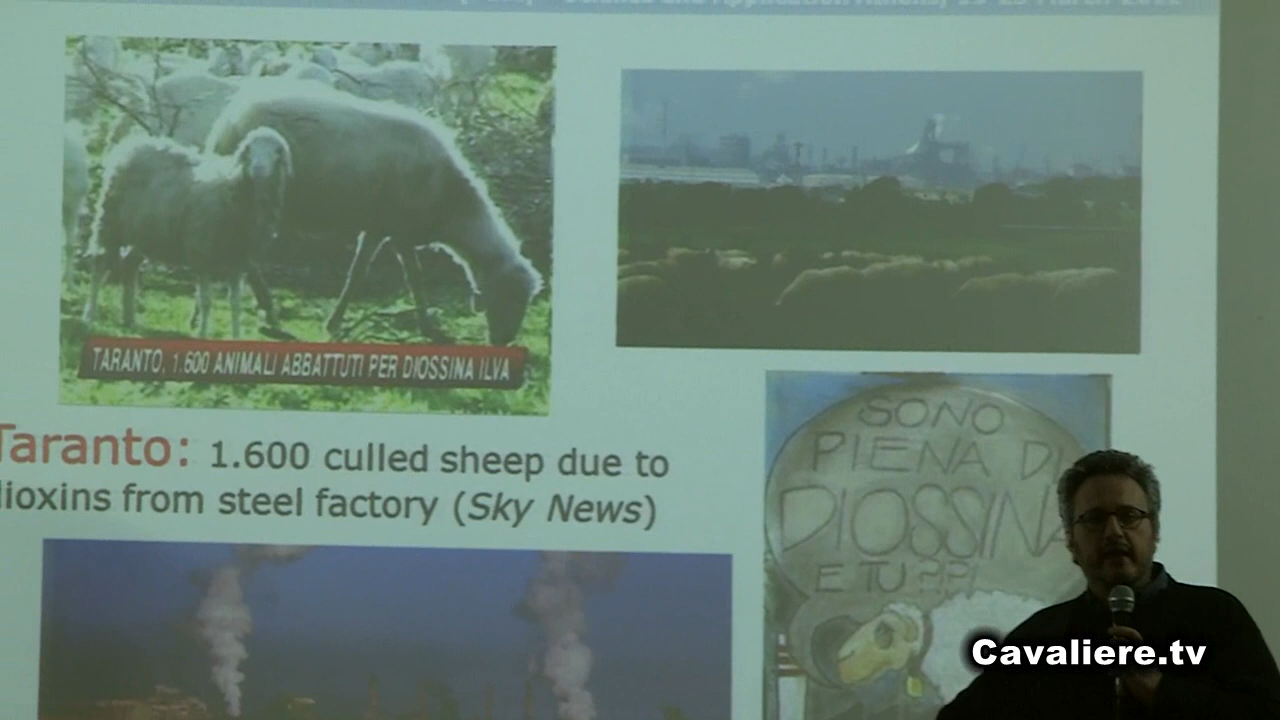 TARANTO, 1.600 ANIMALI ABBATTUTI PER DIOSSINA ILVA
Taranto: 1.600 culled sheep due to
dioxins from steel factory (Sky News)
SONO
PIENA DI
DIOSSINA
E TU???!
Cavaliere.tv